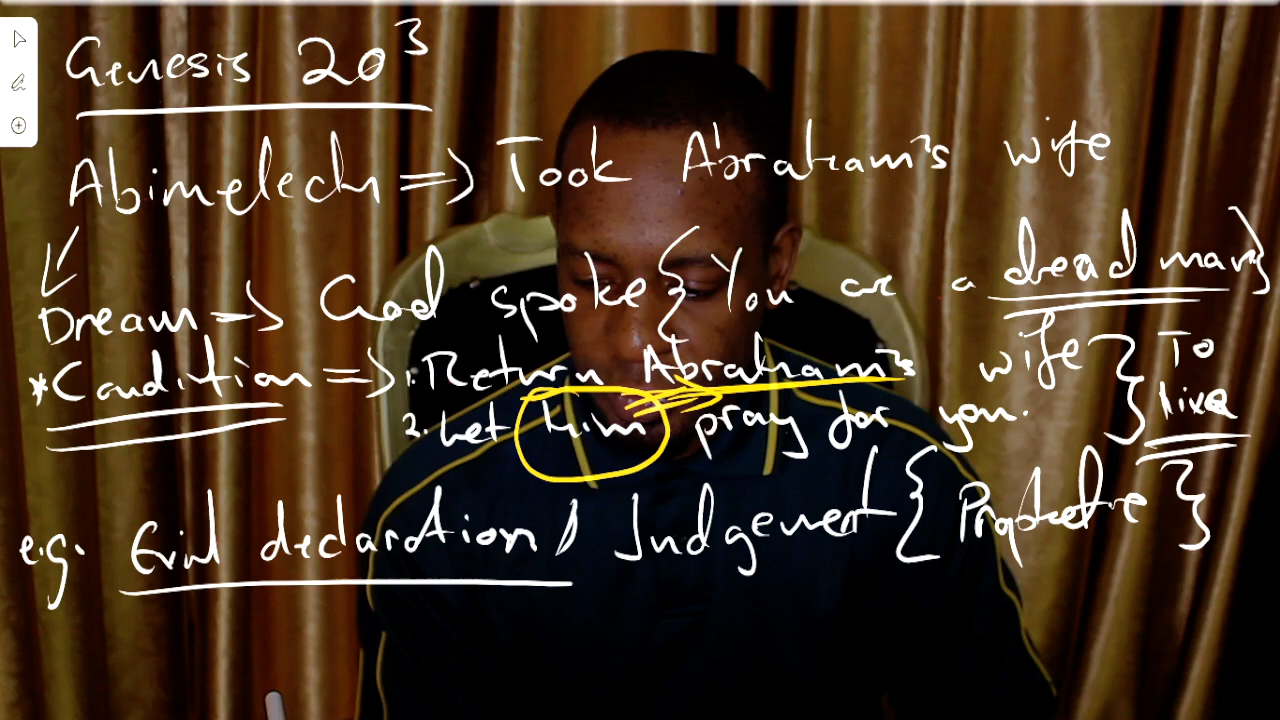 Genesis 20³
Abimelech => Took Abraham's wife
Dream => God spoke {You are a dead man}
*Condition => 1. Return Abraham's wife } To live
2. Let him pray for you.
e.g. Evil declaration / Judgement { }